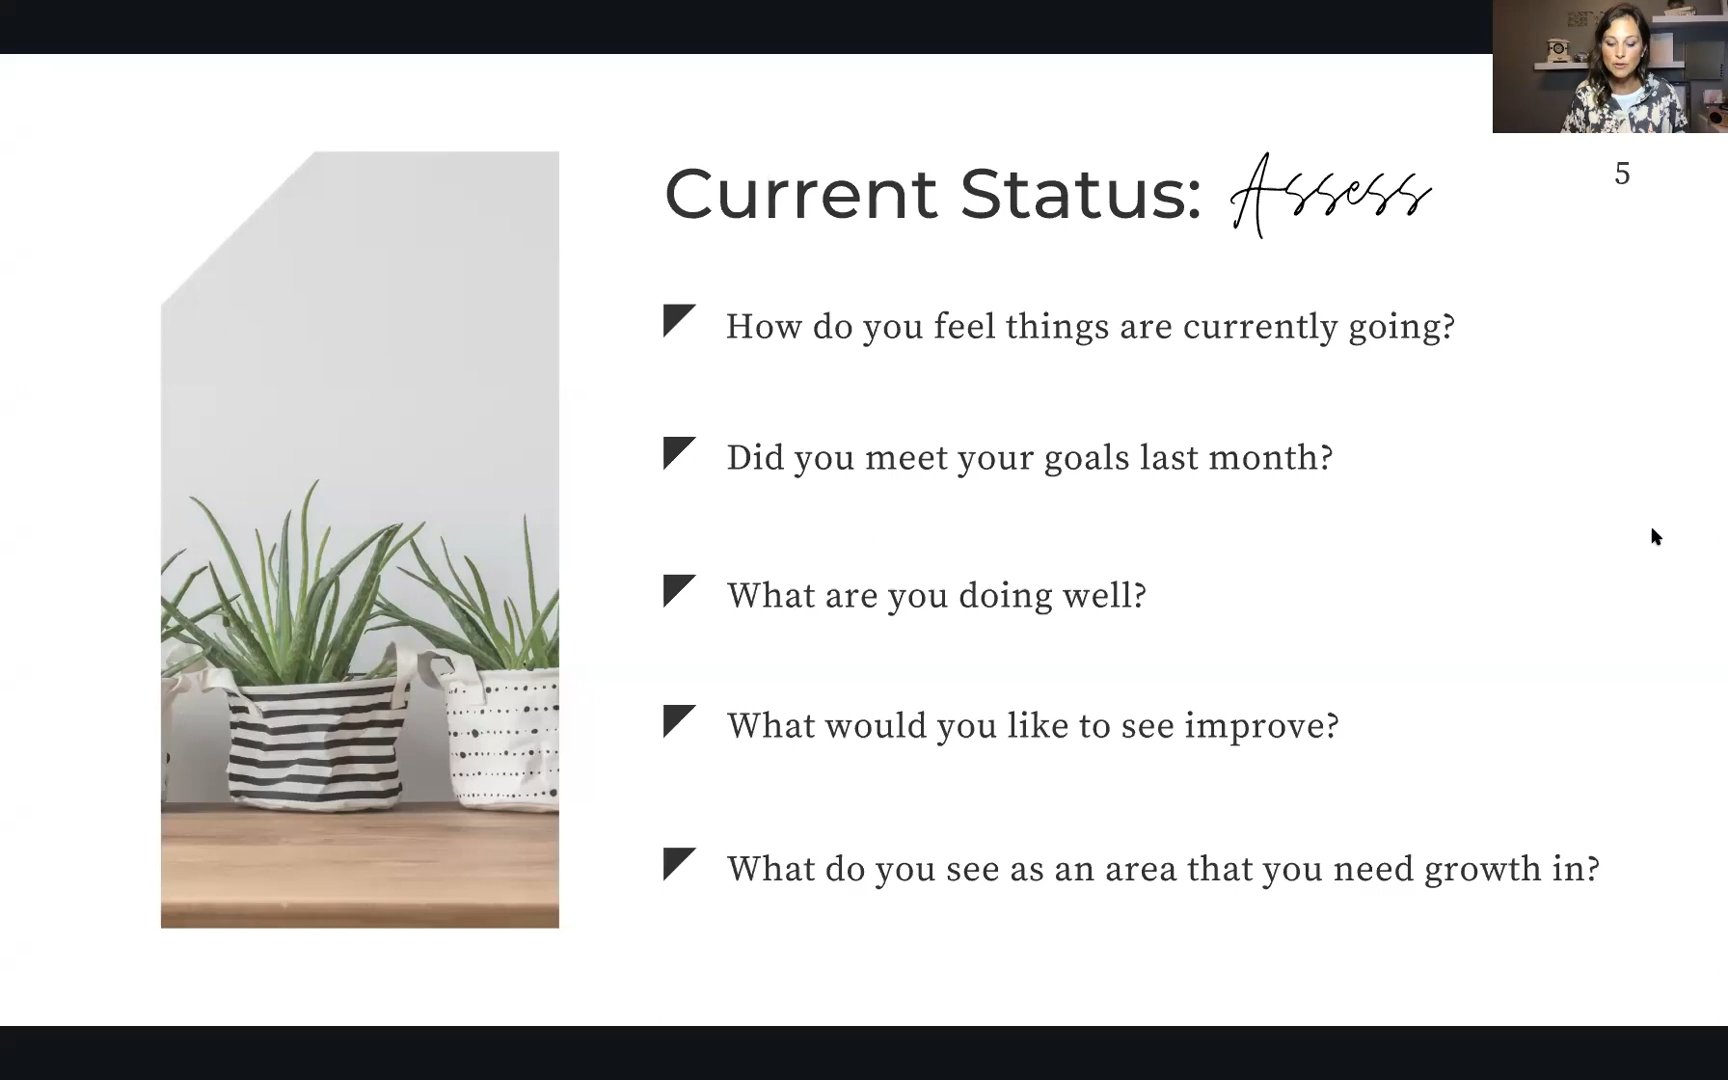 Current Status: Assess
5
How do you feel things are currently going?
Did you meet your goals last month?
What are you doing well?
What would you like to see improve?
What do you see as an area that you need growth in?